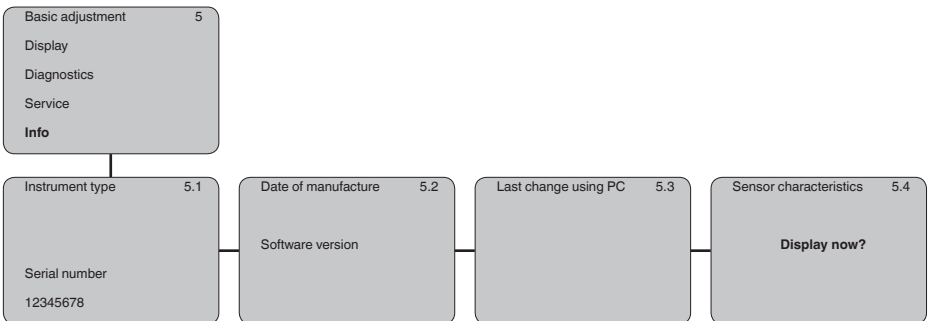 Basic adjustment 5
Display
Diagnostics
Service
Info
Instrument type 5.1
Serial number
12345678
Date of manufacture 5.2
Software version
Last change using PC 5.3
Sensor characteristics 5.4
Display now?